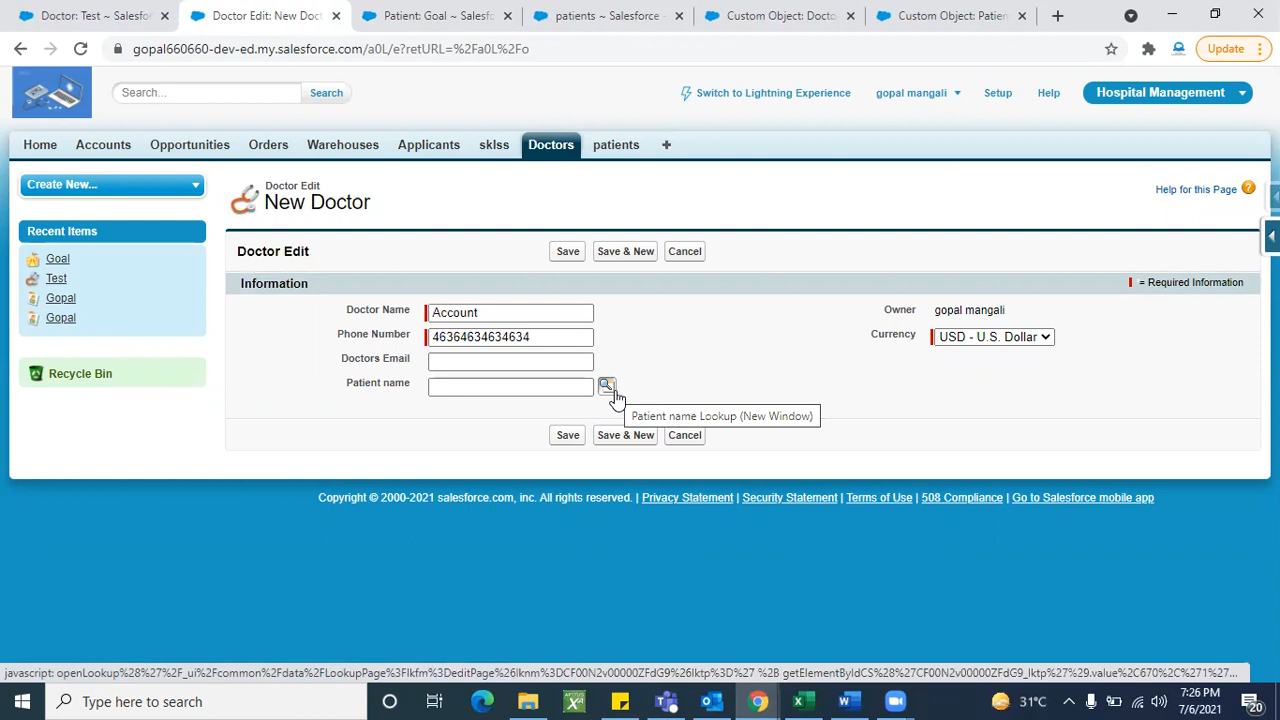 Doctor: Test ~ Salesfor
Doctor Edit: New Doct
Patient: Goal ~ Salesfo
patients ~ Salesforce -
Custom Object: Docto
Custom Object: Patien
gopal660660-dev-ed.my.salesforce.com/a0L/e?retURL=%2Fa0L%2Fo
Update
Search...
Search
Switch to Lightning Experience
gopal mangali
Setup
Help
Hospital Management
Home
Accounts
Opportunities
Orders
Warehouses
Applicants
sklss
Doctors
patients
+
Create New...
Recent Items
Goal
Test
Gopal
Gopal
Recycle Bin
Doctor Edit
New Doctor
Help for this Page
?
Doctor Edit
Save
Save & New
Cancel
Information
= Required Information
Doctor Name
Account
Owner
gopal mangali
Phone Number
46364634634634
Currency
USD - U.S. Dollar
Doctors Email
Patient name
Patient name Lookup (New Window)
Save
Save & New
Cancel
Copyright © 2000-2021 salesforce.com, inc. All rights reserved. | Privacy Statement | Security Statement | Terms of Use | 508 Compliance | Go to Salesforce mobile app
javascript: openLookup%28%27%2F_ui%2Fcommon%2Fdata%2FLookupPage%3Flkfm%3DeditPage%26lknm%3DCF00N2v00000ZFdG9%26lktp%3D%27 %2B getElementByIdCS%28%27CF00N2v00000ZFdG9_lktp%27%29.value%2C670%2C%271%27...
Type here to search
31°C
7:26 PM
7/6/2021
20